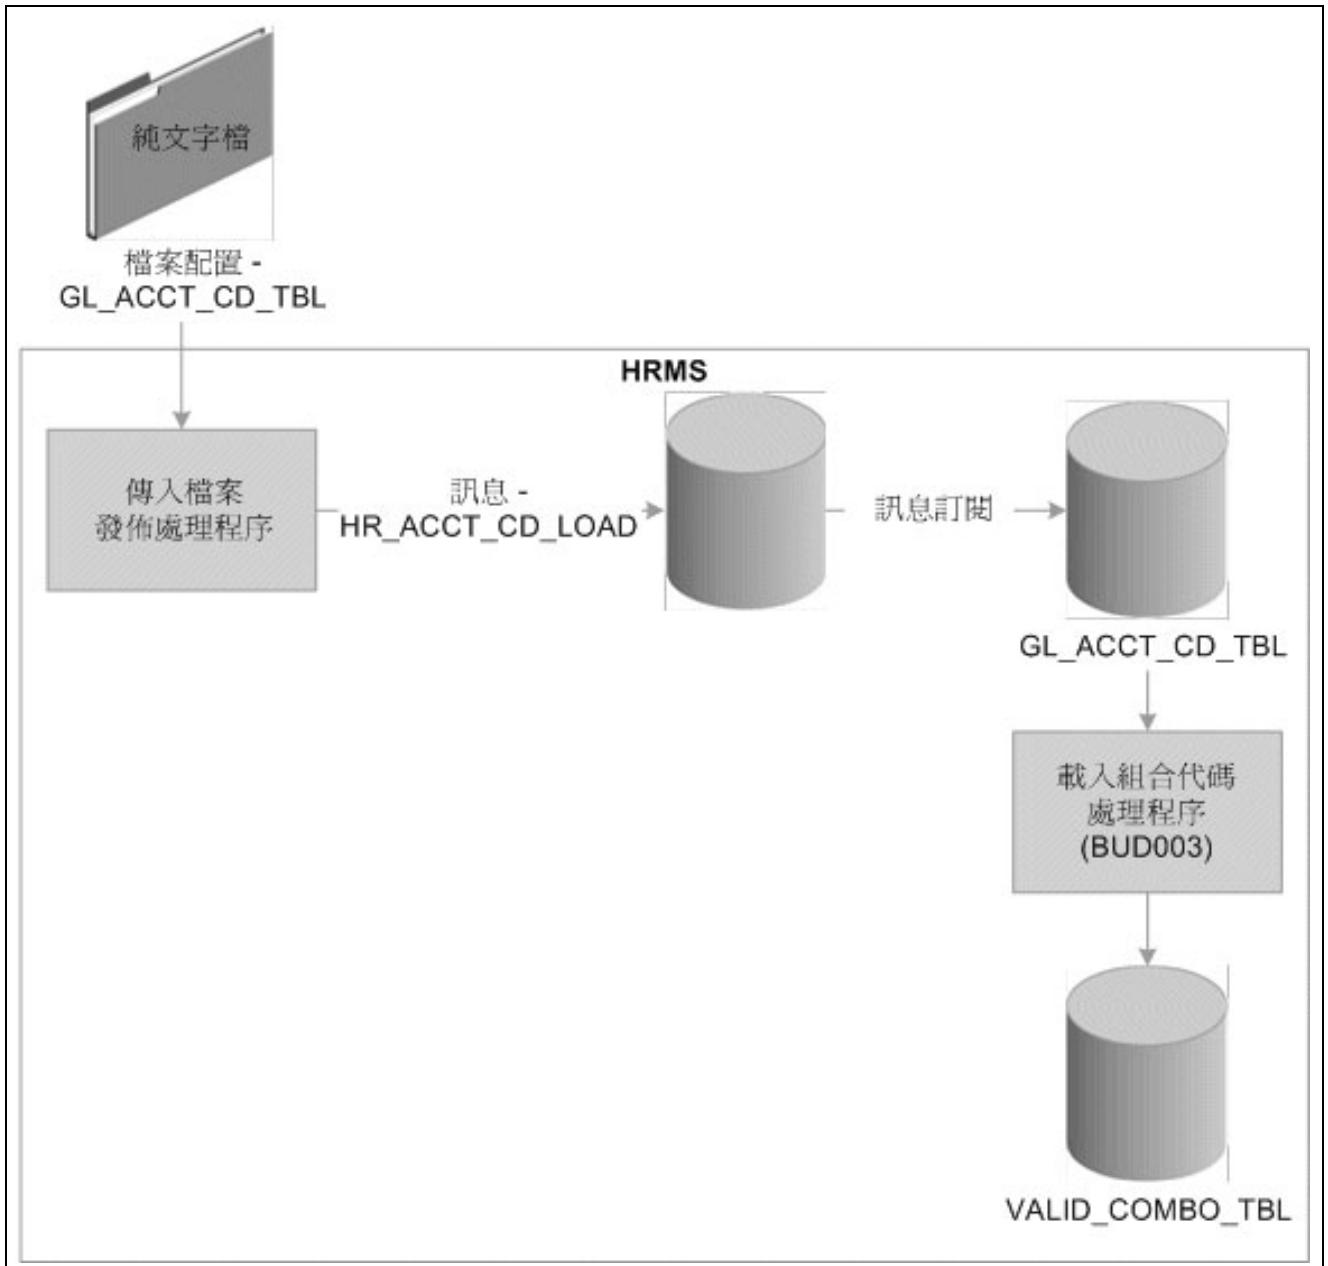 純文字檔
檔案配置 -
GL_ACCT_CD_TBL
HRMS
傳入檔案
發佈處理程序
訊息 -
HR_ACCT_CD_LOAD
訊息訂閱
GL_ACCT_CD_TBL
載入組合代碼
處理程序
(BUD003)
VALID_COMBO_TBL